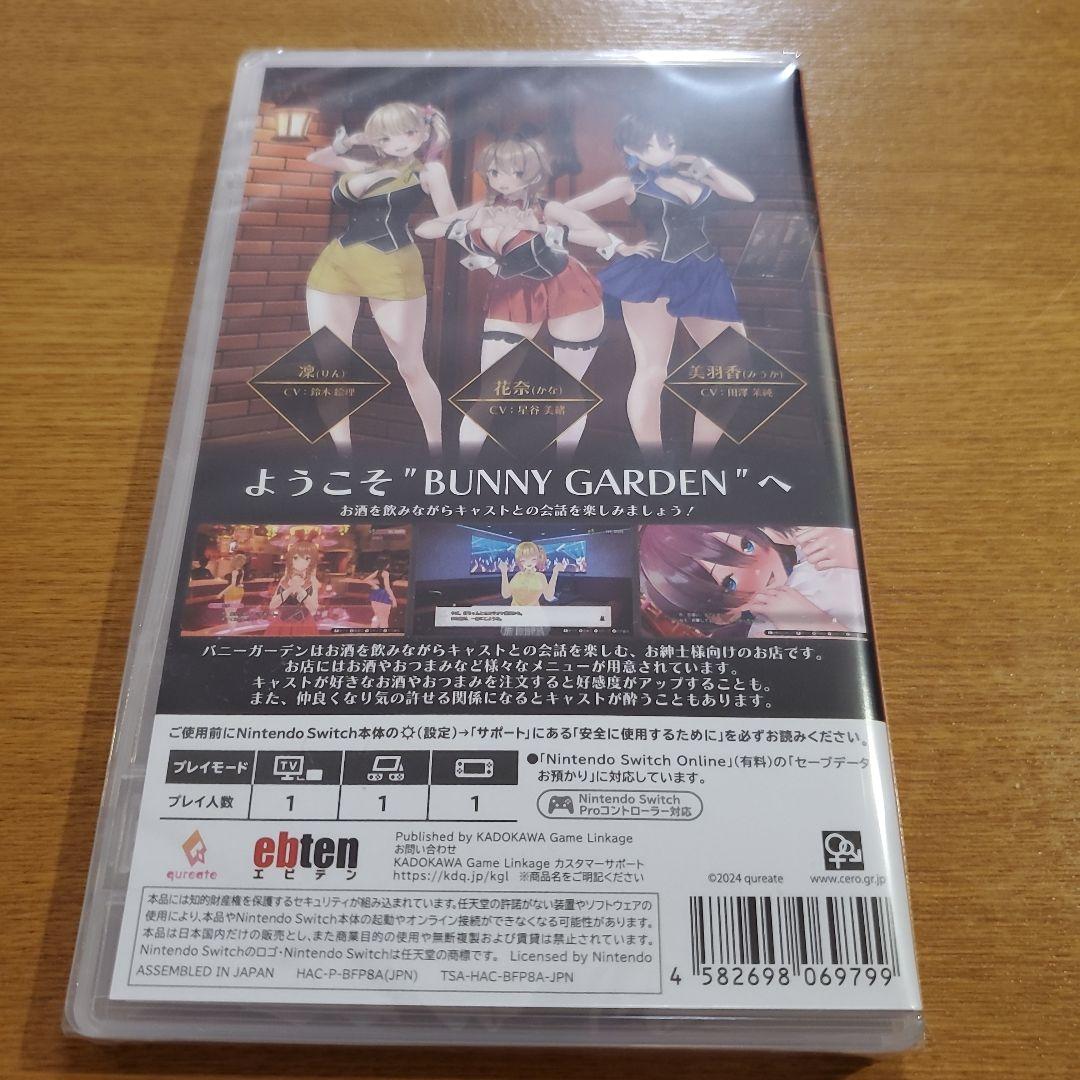 凜(りん)
CV:鈴木 絵理
花奈(かな)
CV:星谷 美緒
美羽香(みうか)
CV:田澤 茉純
ようこそ"BUNNY GARDEN"へ
お酒を飲みながらキャストとの会話を楽しみましょう!
バニーガーデンはお酒を飲みながらキャストとの会話を楽しむ、お紳士様向けのお店です。
お店にはお酒やおつまみなど様々なメニューが用意されています。
キャストが好きなお酒やおつまみを注文すると好感度がアップすることも。
また、仲良くなり気の許せる関係になるとキャストが酔うこともあります。
ご使用前にNintendo Switch本体の(設定)→「サポート」にある「安全に使用するために」を必ずお読みください。
プレイモード
TV
プレイ人数
1
1
1
●「Nintendo Switch Online」(有料)の「セーブデータ
お預かり」に対応しています。
Nintendo Switch
Proコントローラー対応
qureate
ebten
エビテン
Published by KADOKAWA Game Linkage
お問い合わせ
KADOKAWA Game Linkage カスタマーサポート
https://kdq.jp/kgl ※商品名をご明記ください
©2024 qureate
www.cero.gr.jp
本品には知的財産権を保護するセキュリティが組み込まれています。任天堂の許諾がない装置やソフトウェアの
使用により、本品やNintendo Switch本体の起動やオンライン接続ができなくなる可能性があります。
本品は日本国内だけの販売とし、また商業目的の使用や無断複製および賃貸は禁止されています。
Nintendo Switchのロゴ・Nintendo Switchは任天堂の商標です。 Licensed by Nintendo
ASSEMBLED IN JAPAN HAC-P-BFP8A(JPN) TSA-HAC-BFP8A-JPN
4 582698 069799